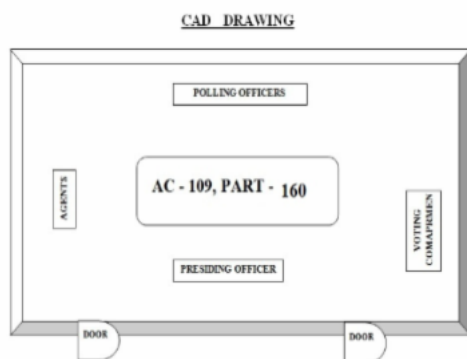 CAD DRAWING
POLLING OFFICERS
AGENTS
AC - 109, PART - 160
VOTING
COMAPRMEN
PRESIDING OFFICER
DOOR
DOOR